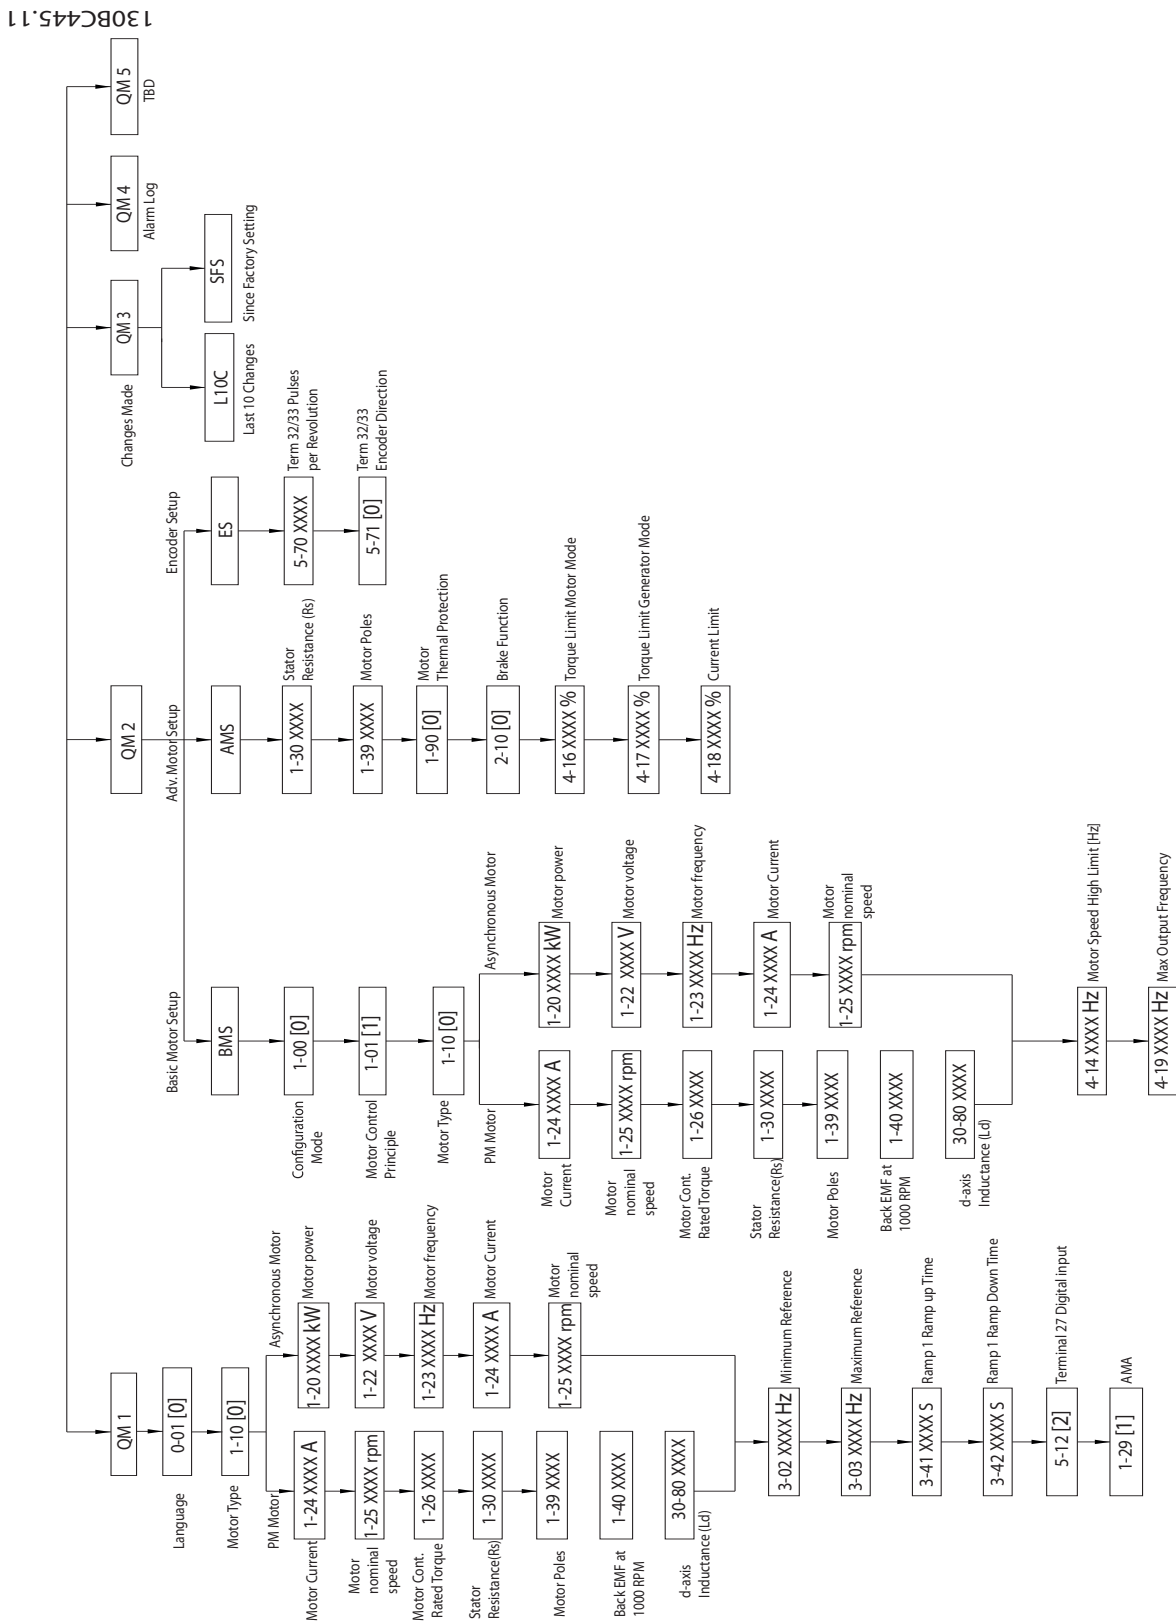 130BC445.11
QM 1
0-01 [0]
Language
1-10 [0]
Motor Type
PM Motor
1-24 XXXX A
Motor Current
1-25 XXXX rpm
Motor
nominal
speed
1-26 XXXX
Motor Cont.
Rated Torque
1-30 XXXX
Stator
Resistance(Rs)
1-39 XXXX
Motor Poles
1-40 XXXX
Back EMF at
1000 RPM
30-80 XXXX
d-axis
Inductance (Ld)
Asynchronous Motor
1-20 XXXX kW
Motor power
1-22 XXXX V
Motor voltage
1-23 XXXX Hz
Motor frequency
1-24 XXXX A
Motor Current
1-25 XXXX rpm
Motor
nominal
speed
3-02 XXXX Hz
Minimum Reference
3-03 XXXX Hz
Maximum Reference
3-41 XXXX S
Ramp 1 Ramp up Time
3-42 XXXX S
Ramp 1 Ramp Down Time
5-12 [2]
Terminal 27 Digital input
1-29 [1]
AMA
QM 2
Basic Motor Setup
BMS
1-00 [0]
Configuration
Mode
1-01 [1]
Motor Control
Principle
1-10 [0]
Motor Type
PM Motor
1-24 XXXX A
Motor
Current
1-25 XXXX rpm
Motor
nominal
speed
1-26 XXXX
Motor Cont.
Rated Torque
1-30 XXXX
Stator
Resistance(Rs)
1-39 XXXX
Motor Poles
1-40 XXXX
Back EMF at
1000 RPM
30-80 XXXX
d-axis
Inductance (Ld)
Asynchronous Motor
1-20 XXXX kW
Motor power
1-22 XXXX V
Motor voltage
1-23 XXXX Hz
Motor frequency
1-24 XXXX A
Motor Current
1-25 XXXX rpm
Motor
nominal
speed
4-14 XXXX Hz
Motor Speed High Limit [Hz]
4-19 XXXX Hz
Max Output Frequency
Adv. Motor Setup
AMS
1-30 XXXX
Stator
Resistance (Rs)
1-39 XXXX
Motor Poles
1-90 [0]
Motor
Thermal Protection
2-10 [0]
Brake Function
4-16 XXXX %
Torque Limit Motor Mode
4-17 XXXX %
Torque Limit Generator Mode
4-18 XXXX %
Current Limit
Encoder Setup
ES
5-70 XXXX
Term 32/33 Pulses
per Revolution
5-71 [0]
Term 32/33
Encoder Direction
QM 3
Changes Made
L10C
Last 10 Changes
SFS
Since Factory Setting
QM 4
Alarm Log
QM 5
TBD